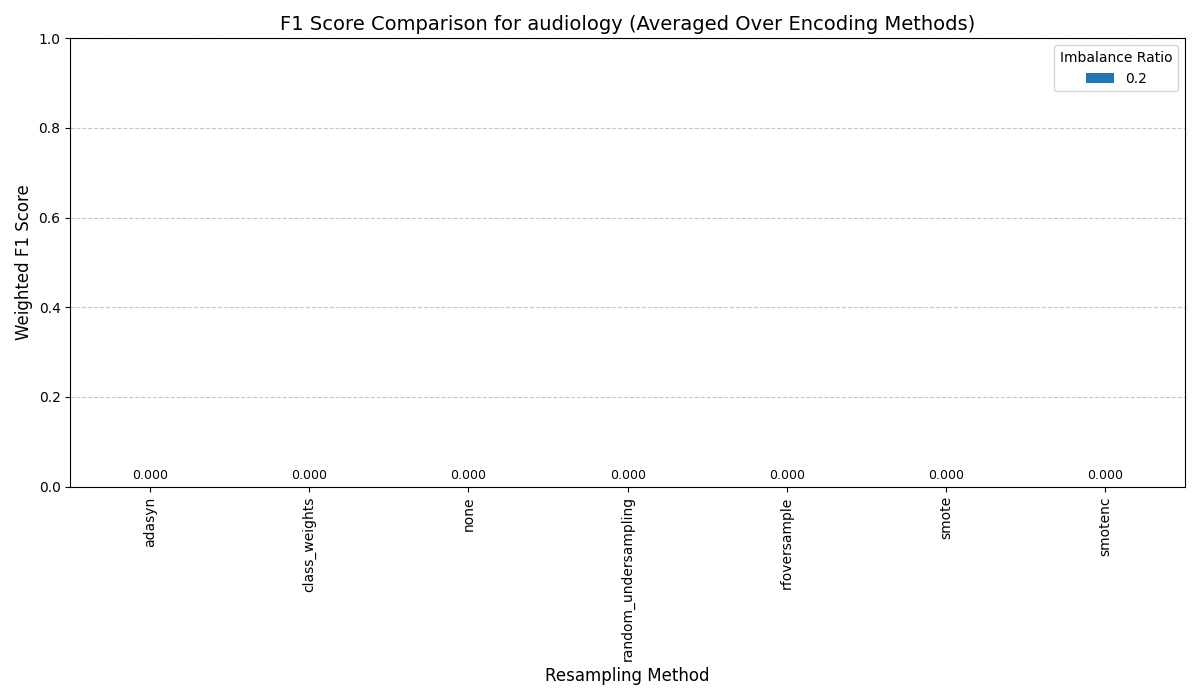 F1 Score Comparison for audiology (Averaged Over Encoding Methods)
Weighted F1 Score
1.0
0.8
0.6
0.4
0.2
0.0
Imbalance Ratio
0.2
0.000 0.000 0.000 0.000 0.000 0.000 0.000
adasyn
class_weights
none
random_undersampling
rfoversample
smote
smotenc
Resampling Method